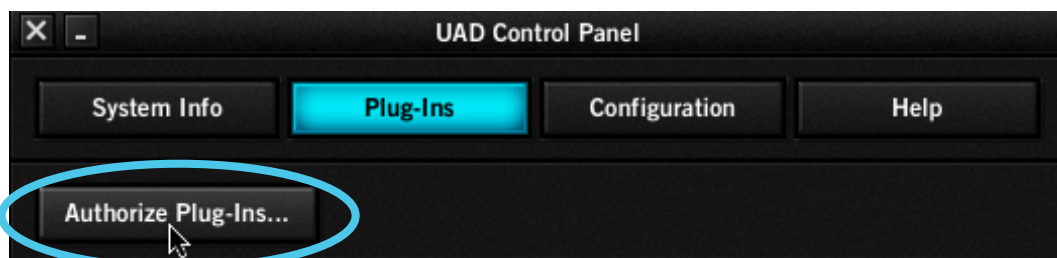 UAD Control Panel
System Info Plug-Ins Configuration Help
Authorize Plug-Ins...